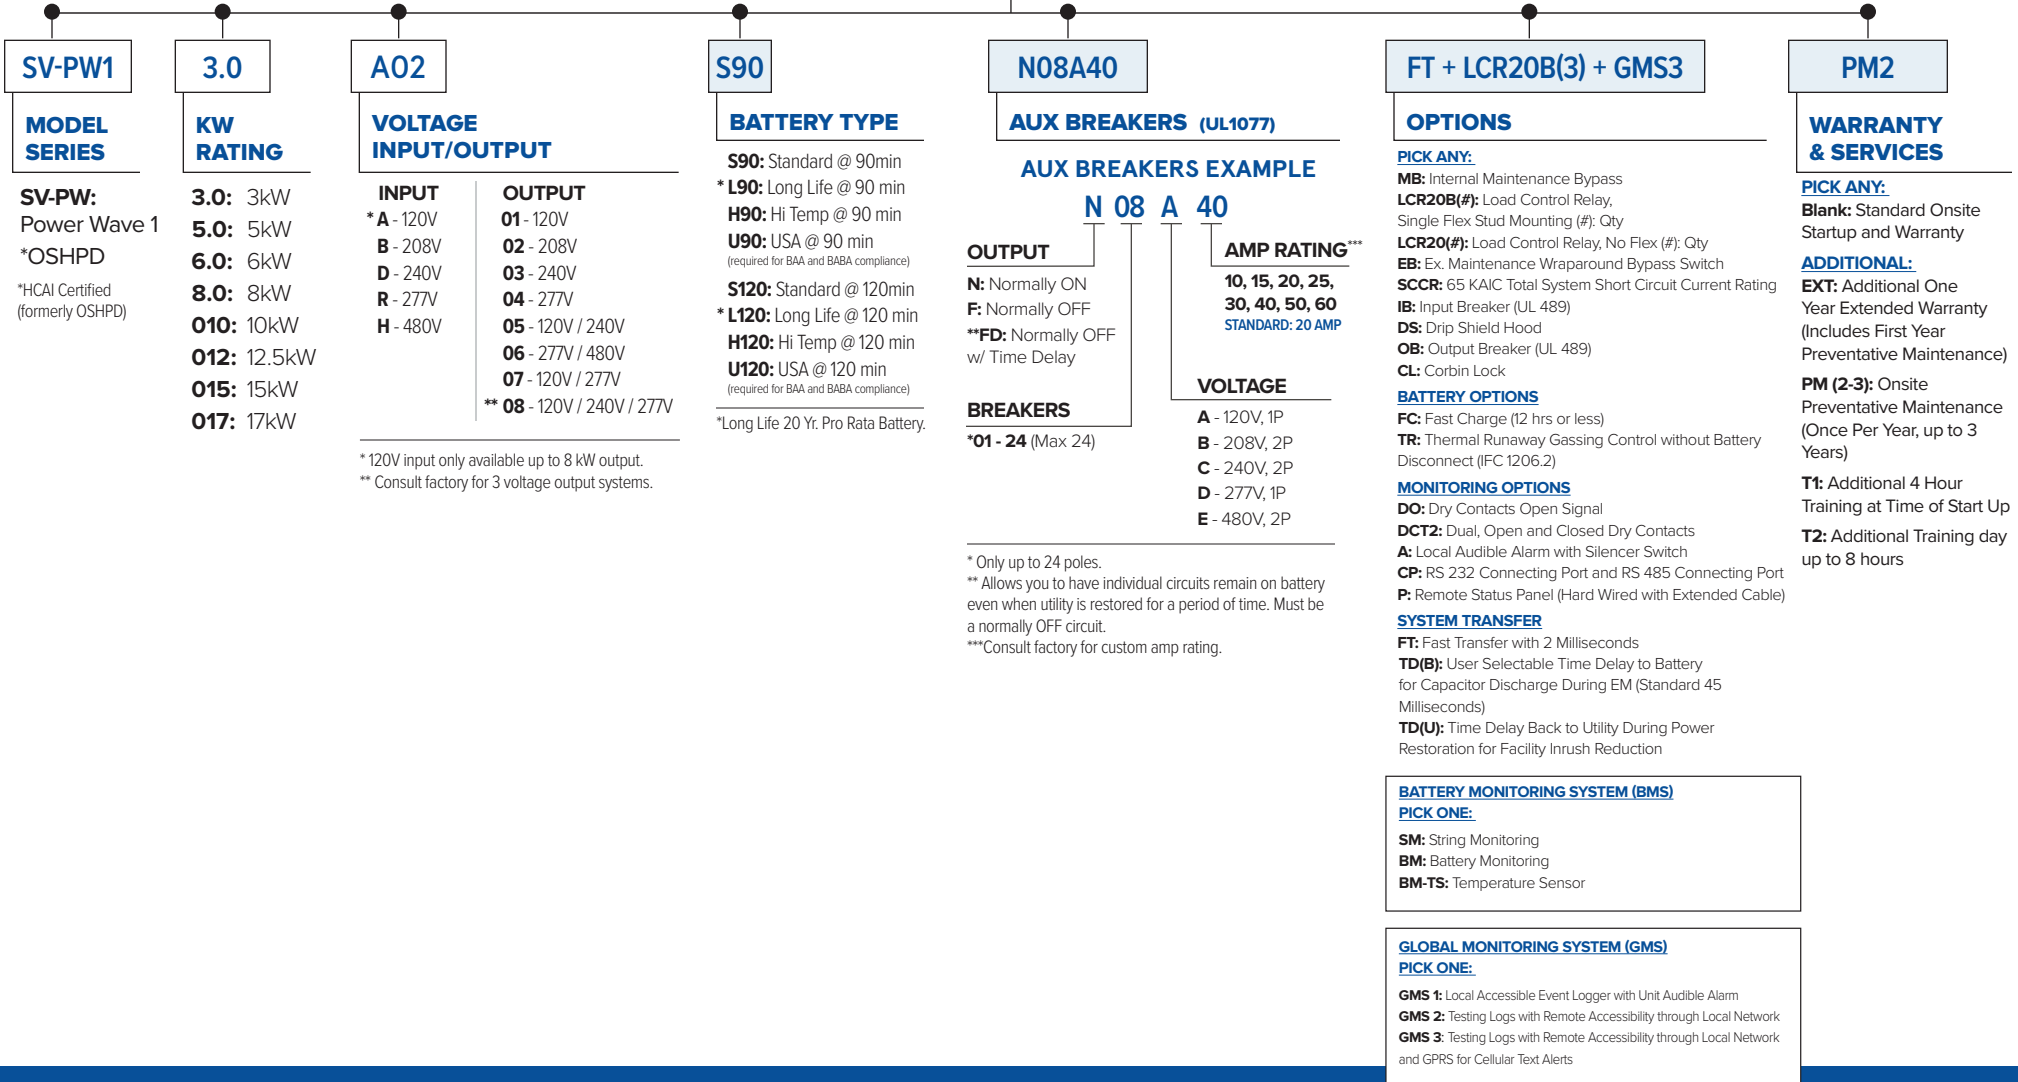 SV-PW1
3.0
A02
S90
N08A40
FT + LCR20B(3) + GMS3
PM2
MODEL
SERIES
SV-PW:
Power Wave 1
*OSHPD
*HCAI Certified
(formerly OSHPD)
KW
RATING
3.0: 3kW
5.0: 5kW
6.0: 6kW
8.0: 8kW
010: 10kW
012: 12.5kW
015: 15kW
017: 17kW
VOLTAGE
INPUT/OUTPUT
INPUT
* A - 120V
B - 208V
D - 240V
R - 277V
H - 480V
OUTPUT
01 - 120V
02 - 208V
03 - 240V
04 - 277V
05 - 120V / 240V
06 - 277V / 480V
07 - 120V / 277V
** 08 - 120V / 240V / 277V
* 120V input only available up to 8 kW output.
** Consult factory for 3 voltage output systems.
BATTERY TYPE
S90: Standard @ 90min
* L90: Long Life @ 90 min
H90: Hi Temp @ 90 min
U90: USA @ 90 min
(required for BAA and BABA compliance)
S120: Standard @ 120min
* L120: Long Life @ 120 min
H120: Hi Temp @ 120 min
U120: USA @ 120 min
(required for BAA and BABA compliance)
*Long Life 20 Yr. Pro Rata Battery.
AUX BREAKERS (UL1077)
AUX BREAKERS EXAMPLE
N 08 A 40
OUTPUT
N: Normally ON
F: Normally OFF
**FD: Normally OFF
w/ Time Delay
BREAKERS
*01 - 24 (Max 24)
AMP RATING***
10, 15, 20, 25,
30, 40, 50, 60
STANDARD: 20 AMP
VOLTAGE
A - 120V, 1P
B - 208V, 2P
C - 240V, 2P
D - 277V, 1P
E - 480V, 2P
* Only up to 24 poles.
** Allows you to have individual circuits remain on battery
even when utility is restored for a period of time. Must be
a normally OFF circuit.
***Consult factory for custom amp rating.
OPTIONS
PICK ANY:
MB: Internal Maintenance Bypass
LCR20B(#): Load Control Relay,
Single Flex Stud Mounting (#): Qty
LCR20(#): Load Control Relay, No Flex (#): Qty
EB: Ex. Maintenance Wraparound Bypass Switch
SCCR: 65 KAIC Total System Short Circuit Current Rating
IB: Input Breaker (UL 489)
DS: Drip Shield Hood
OB: Output Breaker (UL 489)
CL: Corbin Lock
BATTERY OPTIONS
FC: Fast Charge (12 hrs or less)
TR: Thermal Runaway Gassing Control without Battery
Disconnect (IFC 1206.2)
MONITORING OPTIONS
DO: Dry Contacts Open Signal
DCT2: Dual, Open and Closed Dry Contacts
A: Local Audible Alarm with Silencer Switch
CP: RS 232 Connecting Port and RS 485 Connecting Port
P: Remote Status Panel (Hard Wired with Extended Cable)
SYSTEM TRANSFER
FT: Fast Transfer with 2 Milliseconds
TD(B): User Selectable Time Delay to Battery
for Capacitor Discharge During EM (Standard 45
Milliseconds)
TD(U): Time Delay Back to Utility During Power
Restoration for Facility Inrush Reduction
BATTERY MONITORING SYSTEM (BMS)
PICK ONE:
SM: String Monitoring
BM: Battery Monitoring
BM-TS: Temperature Sensor
GLOBAL MONITORING SYSTEM (GMS)
PICK ONE:
GMS 1: Local Accessible Event Logger with Unit Audible Alarm
GMS 2: Testing Logs with Remote Accessibility through Local Network
GMS 3: Testing Logs with Remote Accessibility through Local Network
and GPRS for Cellular Text Alerts
WARRANTY
& SERVICES
PICK ANY:
Blank: Standard Onsite
Startup and Warranty
ADDITIONAL:
EXT: Additional One
Year Extended Warranty
(Includes First Year
Preventative Maintenance)
PM (2-3): Onsite
Preventative Maintenance
(Once Per Year, up to 3
Years)
T1: Additional 4 Hour
Training at Time of Start Up
T2: Additional Training day
up to 8 hours